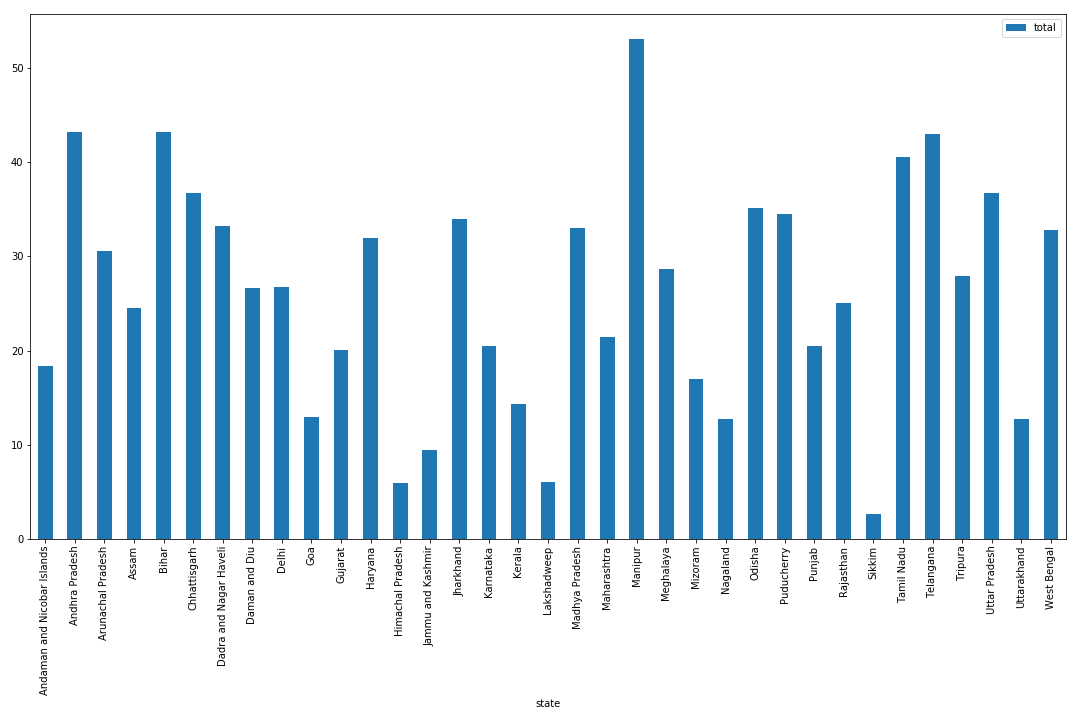 total
50
40
30
20
10
0
Andaman and Nicobar Islands
Andhra Pradesh
Arunachal Pradesh
Assam
Bihar
Chhattisgarh
Dadra and Nagar Haveli
Daman and Diu
Delhi
Goa
Gujarat
Haryana
Himachal Pradesh
Jammu and Kashmir
Jharkhand
Karnataka
Kerala
Lakshadweep
Madhya Pradesh
Maharashtra
Manipur
Meghalaya
Mizoram
Nagaland
Odisha
Puducherry
Punjab
Rajasthan
Sikkim
Tamil Nadu
Telangana
Tripura
Uttar Pradesh
Uttarakhand
West Bengal
state